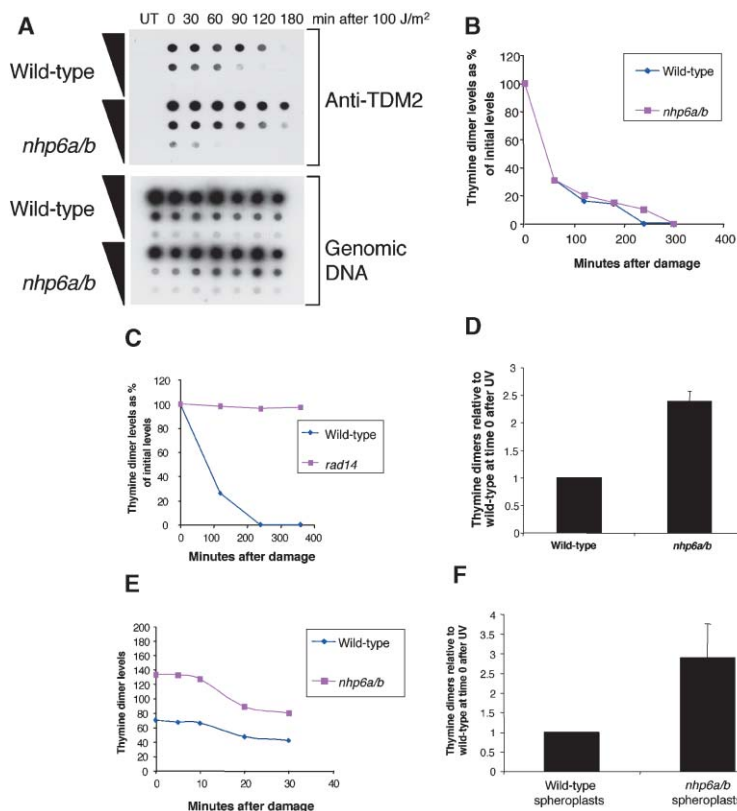 A
UT 0 30 60 90 120 180 min after 100 J/m²
Wild-type
nhp6a/b
Anti-TDM2
Wild-type
nhp6a/b
Genomic
DNA
B
Thymine dimer levels as %
of initial levels
120
100
80
60
40
20
0
0 100 200 300 400
Minutes after damage
Wild-type
nhp6a/b
C
Thymine dimer levels as %
of initial levels
120
100
80
60
40
20
0
0 100 200 300 400
Minutes after damage
Wild-type
rad14
D
Thymine dimers relative to
wild-type at time 0 after UV
3
2.5
2
1.5
1
0.5
0
Wild-type nhp6a/b
E
Thymine dimer levels
200
180
160
140
120
100
80
60
40
20
0
0 10 20 30 40
Minutes after damage
Wild-type
nhp6a/b
F
Thymine dimers relative to
wild-type at time 0 after UV
4
3.5
3
2.5
2
1.5
1
0.5
0
Wild-type nhp6a/b
spheroplasts spheroplasts